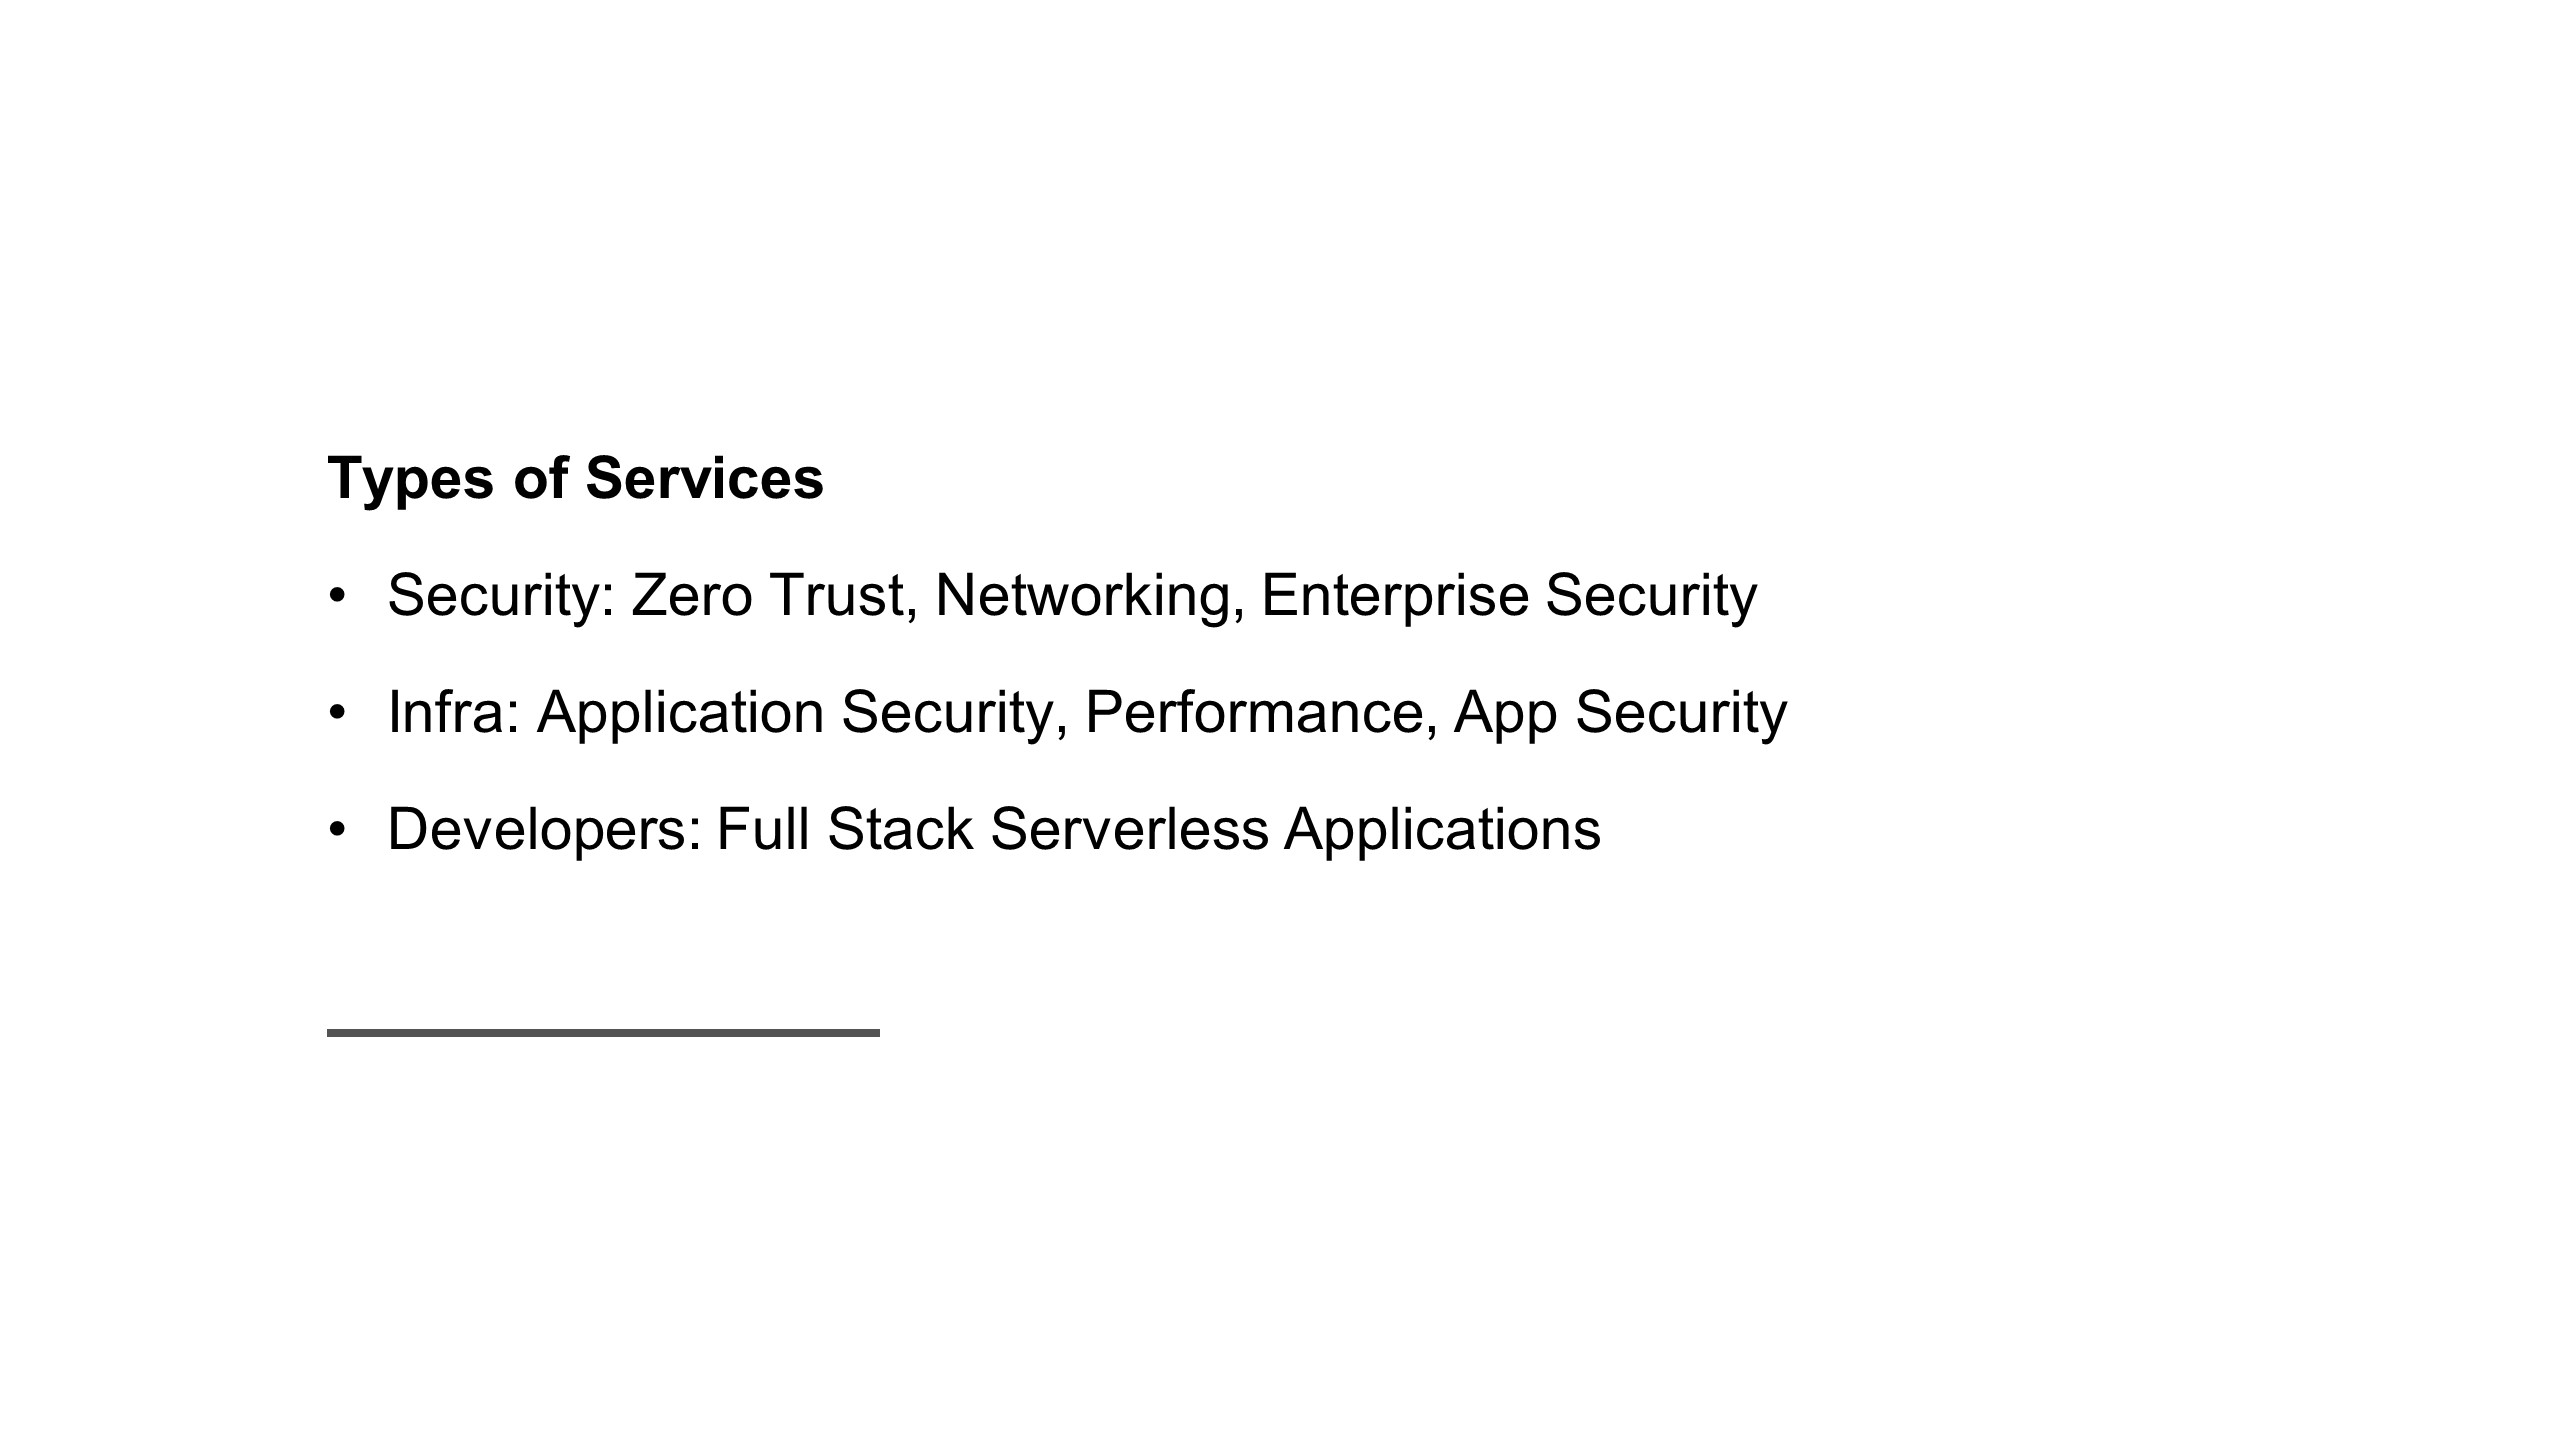 Types of Services
• Security: Zero Trust, Networking, Enterprise Security
• Infra: Application Security, Performance, App Security
• Developers: Full Stack Serverless Applications